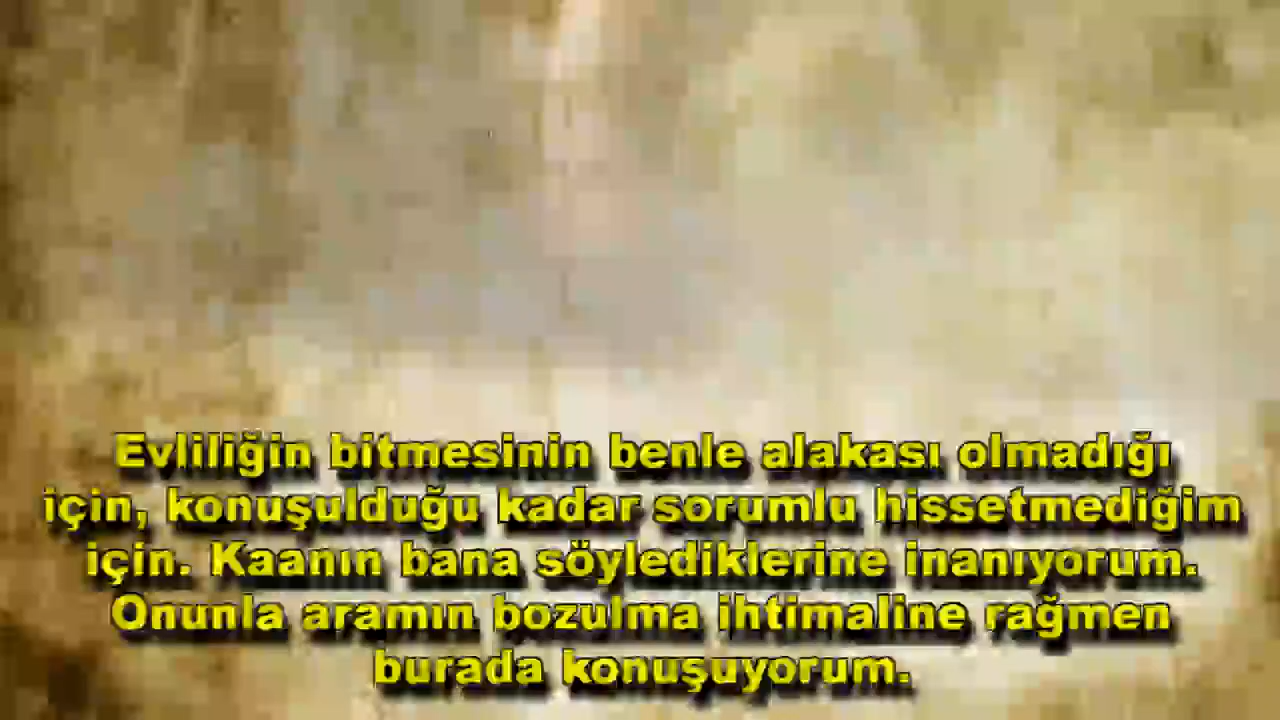 Evliliğin bitmesinin benle alakası olmadığı
için, konuşulduğu kadar sorumlu hissetmediğim
için. Kaanın bana söylediklerine inanıyorum.
Onunla aramın bozulma ihtimaline rağmen
burada konuşuyorum.